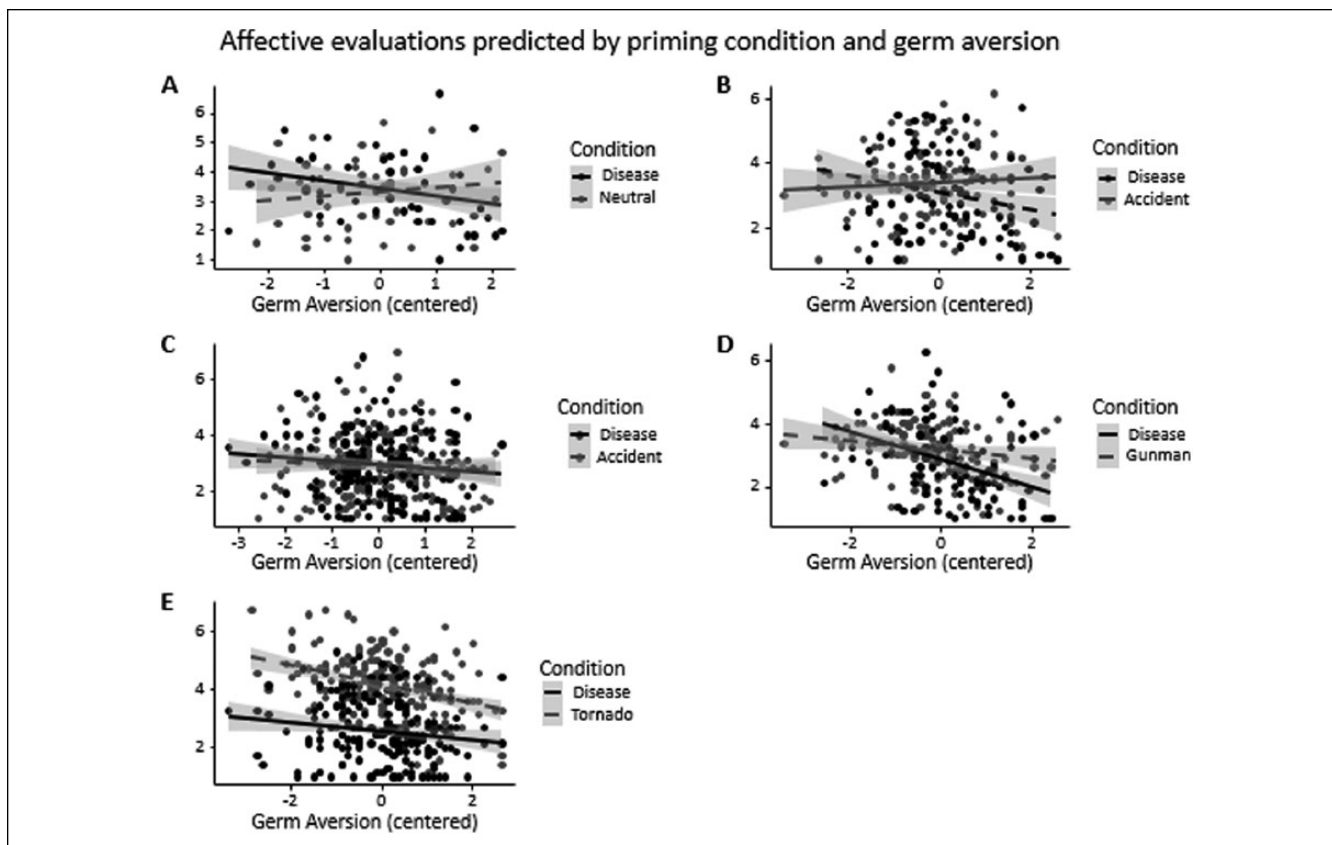 Affective evaluations predicted by priming condition and germ aversion
A
6
5
4
3
2
1
-2
-1
0
1
2
Germ Aversion (centered)
Condition
Disease
Neutral
B
6
4
2
-2
0
2
Germ Aversion (centered)
Condition
Disease
Accident
C
6
4
2
-3
-2
-1
0
1
2
Germ Aversion (centered)
Condition
Disease
Accident
D
6
4
2
-2
0
2
Germ Aversion (centered)
Condition
Disease
Gunman
E
6
4
2
-2
0
2
Germ Aversion (centered)
Condition
Disease
Tornado